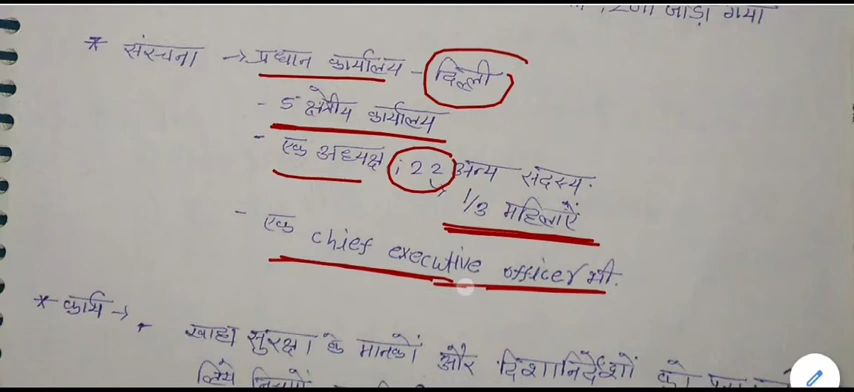 जोड़ा गया
* संरचना → प्रधान कार्यालय - दिल्ली
- 5 क्षेत्रीय कार्यालय
- एक अध्यक्ष ; 22 अन्य सदस्य.
1/3 महिलाएँ
- एक chief executive officer भी.
* कार्य →
खाद्य सुरक्षा के मानकों और दिशानिर्देशों को
लिये